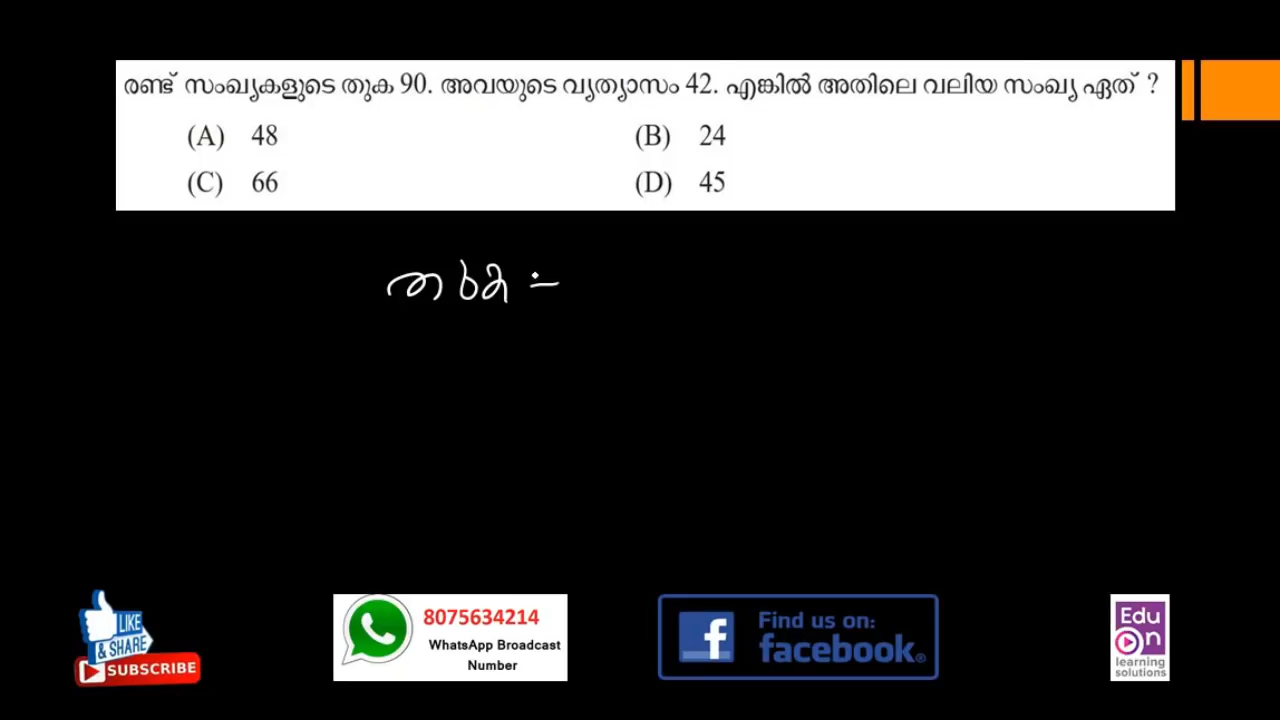 രണ്ട് സംഖ്യകളുടെ തുക 90. അവയുടെ വ്യത്യാസം 42. എങ്കിൽ അതിലെ വലിയ സംഖ്യ ഏത് ?
(A) 48 (B) 24
(C) 66 (D) 45
തുക =
LIKE
& SHARE
SUBSCRIBE
8075634214
WhatsApp Broadcast
Number
Find us on:
facebook®
Edu
On
learning
solutions